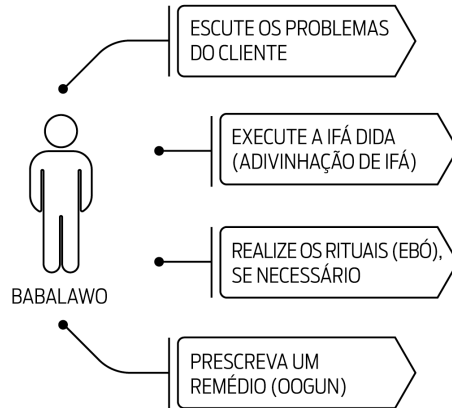 ESCUTE OS PROBLEMAS
DO CLIENTE
EXECUTE A IFÁ DIDA
(ADIVINHAÇÃO DE IFÁ)
REALIZE OS RITUAIS (EBÓ),
SE NECESSÁRIO
BABALAWO
PRESCREVA UM
REMÉDIO (OOGUN)